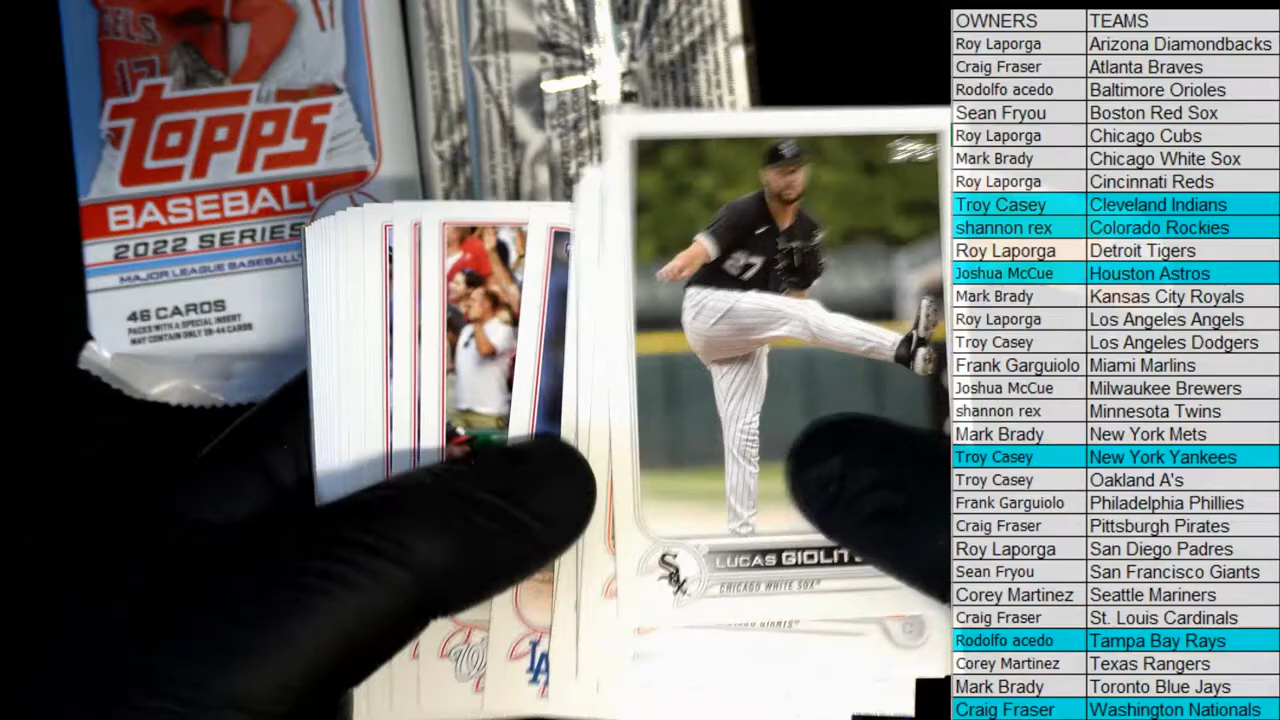 ELS
17
TOPPS
BASEBALL
2022 SERIES
MAJOR LEAGUE BASEBALL
46 CARDS
PACKS WITH A SPECIAL INSERT
MAY CONTAIN ONLY 38-44 CARDS
Topps
27
LUCAS GIOLIT
Sox
CHICAGO WHITE SOX
GIANTS
W
LA
OWNERS TEAMS
Roy Laporga Arizona Diamondbacks
Craig Fraser Atlanta Braves
Rodolfo acedo Baltimore Orioles
Sean Fryou Boston Red Sox
Roy Laporga Chicago Cubs
Mark Brady Chicago White Sox
Roy Laporga Cincinnati Reds
Troy Casey Cleveland Indians
shannon rex Colorado Rockies
Roy Laporga Detroit Tigers
Joshua McCue Houston Astros
Mark Brady Kansas City Royals
Roy Laporga Los Angeles Angels
Troy Casey Los Angeles Dodgers
Frank Garguiolo Miami Marlins
Joshua McCue Milwaukee Brewers
shannon rex Minnesota Twins
Mark Brady New York Mets
Troy Casey New York Yankees
Troy Casey Oakland A's
Frank Garguiolo Philadelphia Phillies
Craig Fraser Pittsburgh Pirates
Roy Laporga San Diego Padres
Sean Fryou San Francisco Giants
Corey Martinez Seattle Mariners
Craig Fraser St. Louis Cardinals
Rodolfo acedo Tampa Bay Rays
Corey Martinez Texas Rangers
Mark Brady Toronto Blue Jays
Craig Fraser Washington Nationals